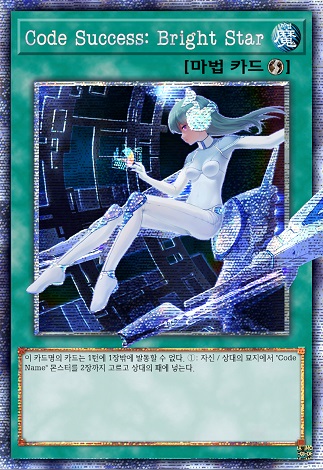 Code Success: Bright Star
[마법 카드]
이 카드명의 카드는 1턴에 1장밖에 발동할 수 없다. ①: 자신 / 상대의 묘지에서 "Code
Name" 몬스터를 2장까지 고르고 상대의 패에 넣는다.